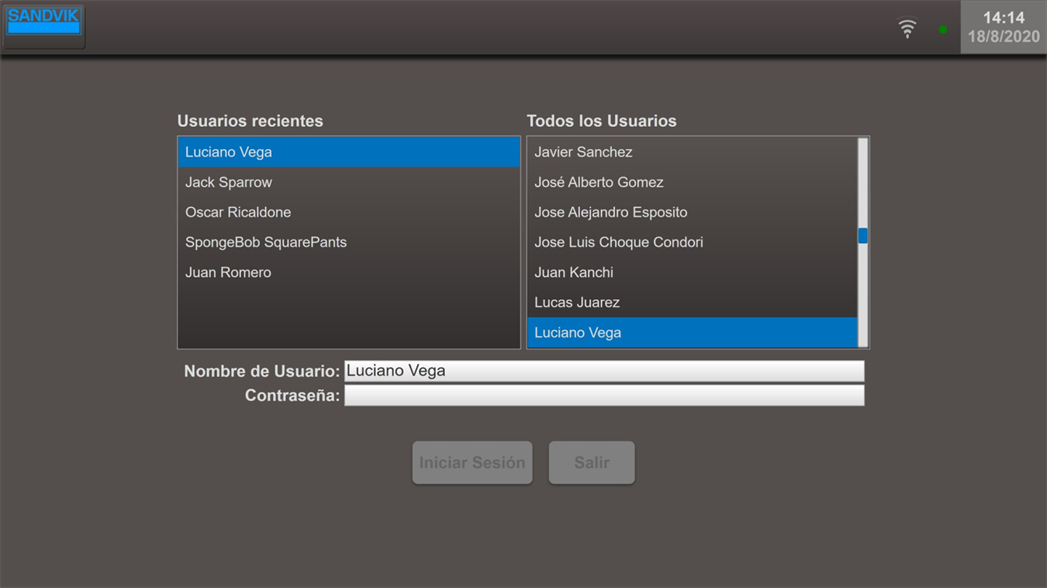 SANDVIK
14:14
18/8/2020
Usuarios recientes
Luciano Vega
Jack Sparrow
Oscar Ricaldone
SpongeBob SquarePants
Juan Romero
Todos los Usuarios
Javier Sanchez
José Alberto Gomez
Jose Alejandro Esposito
Jose Luis Choque Condori
Juan Kanchi
Lucas Juarez
Luciano Vega
Nombre de Usuario: Luciano Vega
Contraseña:
Iniciar Sesión Salir